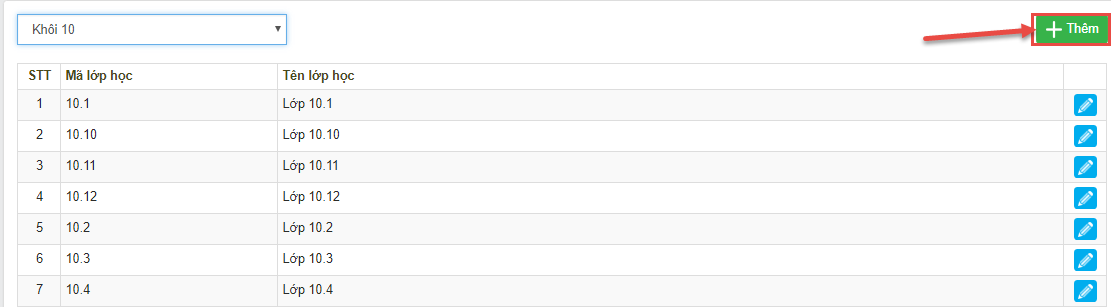 Khôi 10
Thêm
STT Mã lớp học Tên lớp học
1 10.1 Lớp 10.1
2 10.10 Lớp 10.10
3 10.11 Lớp 10.11
4 10.12 Lớp 10.12
5 10.2 Lớp 10.2
6 10.3 Lớp 10.3
7 10.4 Lớp 10.4